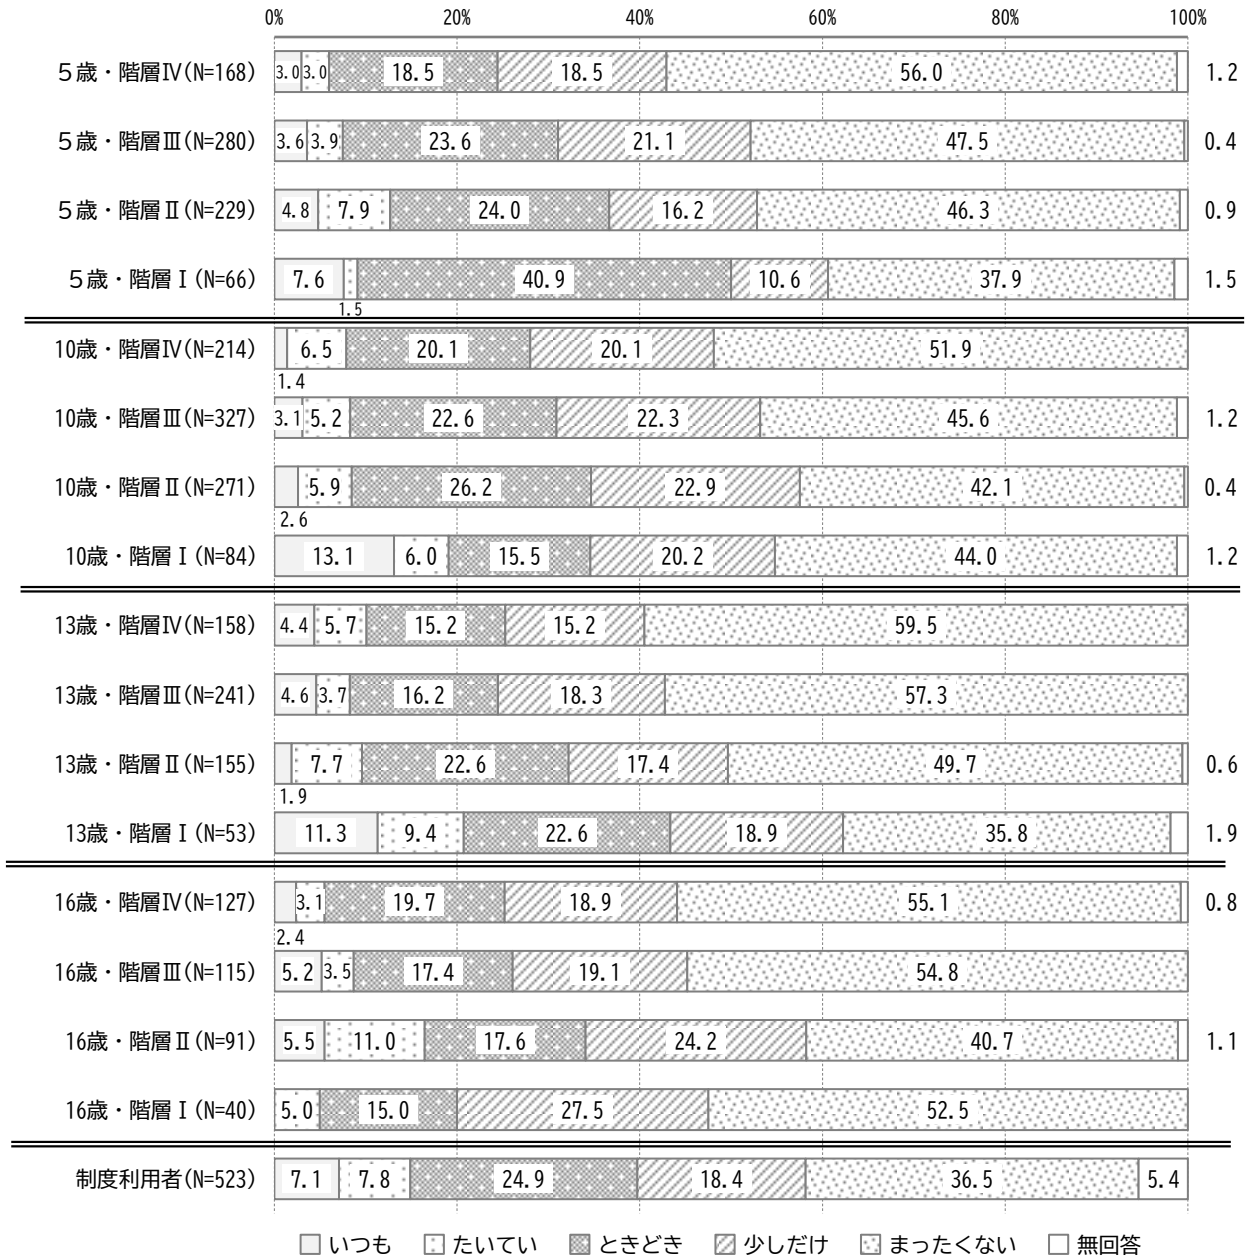 0% 20% 40% 60% 80% 100%
5歳・階層Ⅳ(N=168) 3.0 3.0 18.5 18.5 56.0 1.2
5歳・階層Ⅲ(N=280) 3.6 3.9 23.6 21.1 47.5 0.4
5歳・階層Ⅱ(N=229) 4.8 7.9 24.0 16.2 46.3 0.9
5歳・階層Ⅰ(N=66) 7.6 40.9 10.6 37.9 1.5
1.5
10歳・階層Ⅳ(N=214) 6.5 20.1 20.1 51.9
1.4
10歳・階層Ⅲ(N=327) 3.1 5.2 22.6 22.3 45.6 1.2
10歳・階層Ⅱ(N=271) 5.9 26.2 22.9 42.1 0.4
2.6
10歳・階層Ⅰ(N=84) 13.1 6.0 15.5 20.2 44.0 1.2
13歳・階層Ⅳ(N=158) 4.4 5.7 15.2 15.2 59.5
13歳・階層Ⅲ(N=241) 4.6 3.7 16.2 18.3 57.3
13歳・階層Ⅱ(N=155) 7.7 22.6 17.4 49.7 0.6
1.9
13歳・階層Ⅰ(N=53) 11.3 9.4 22.6 18.9 35.8 1.9
16歳・階層Ⅳ(N=127) 3.1 19.7 18.9 55.1 0.8
2.4
16歳・階層Ⅲ(N=115) 5.2 3.5 17.4 19.1 54.8
16歳・階層Ⅱ(N=91) 5.5 11.0 17.6 24.2 40.7 1.1
16歳・階層Ⅰ(N=40) 5.0 15.0 27.5 52.5
制度利用者(N=523) 7.1 7.8 24.9 18.4 36.5 5.4
いつも たいてい ときどき 少しだけ まったくない 無回答